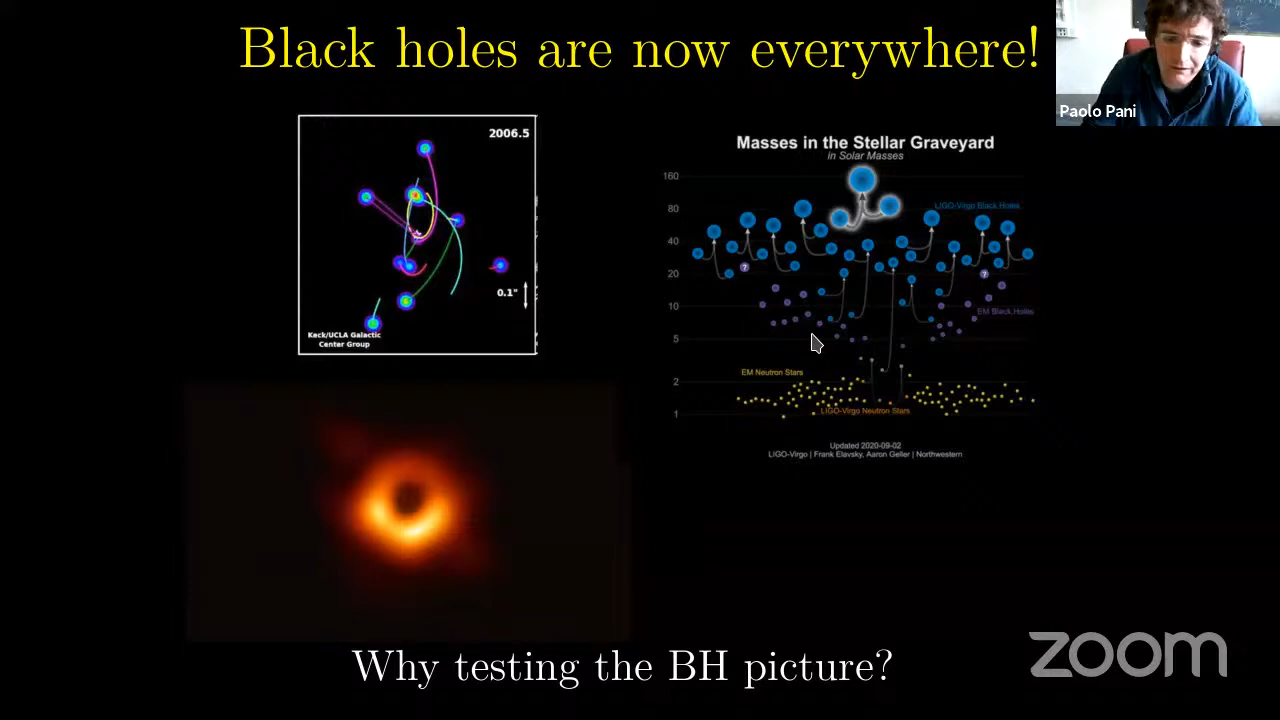 Black holes are now everywhere!
Paolo Pani
2006.5
0.1"
Keck/UCLA Galactic
Center Group
Masses in the Stellar Graveyard
in Solar Masses
160
80
LIGO-Virgo Black Holes
40
20
?
?
10
EM Black Holes
5
EM Neutron Stars
2
LIGO-Virgo Neutron Stars
1
Updated 2020-09-02
LIGO-Virgo | Frank Elavsky, Aaron Geller | Northwestern
Why testing the BH picture?
zoom